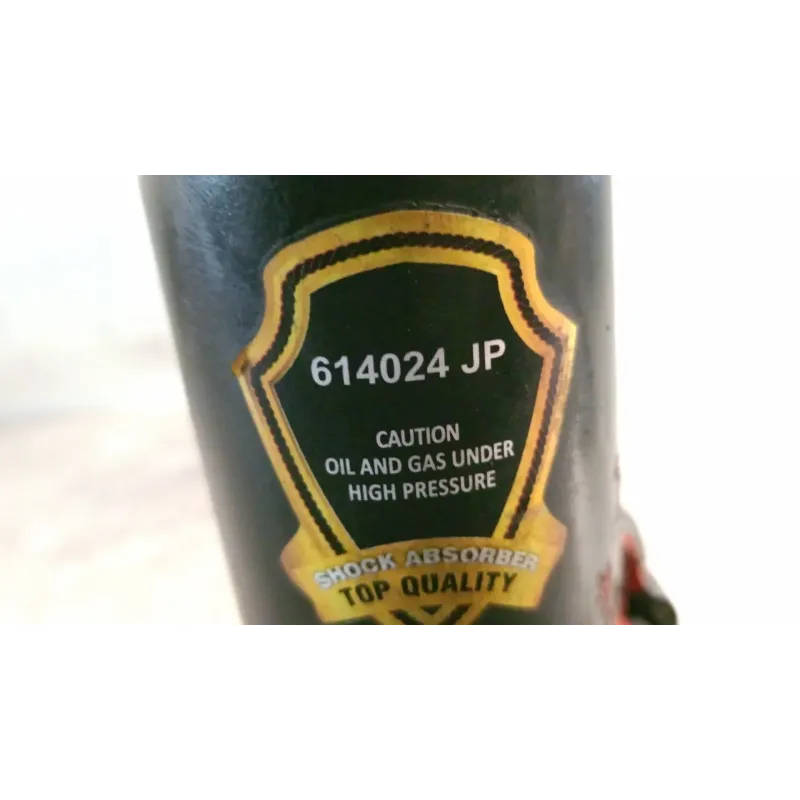 614024 JP
CAUTION
OIL AND GAS UNDER
HIGH PRESSURE
SHOCK ABSORBER
TOP QUALITY